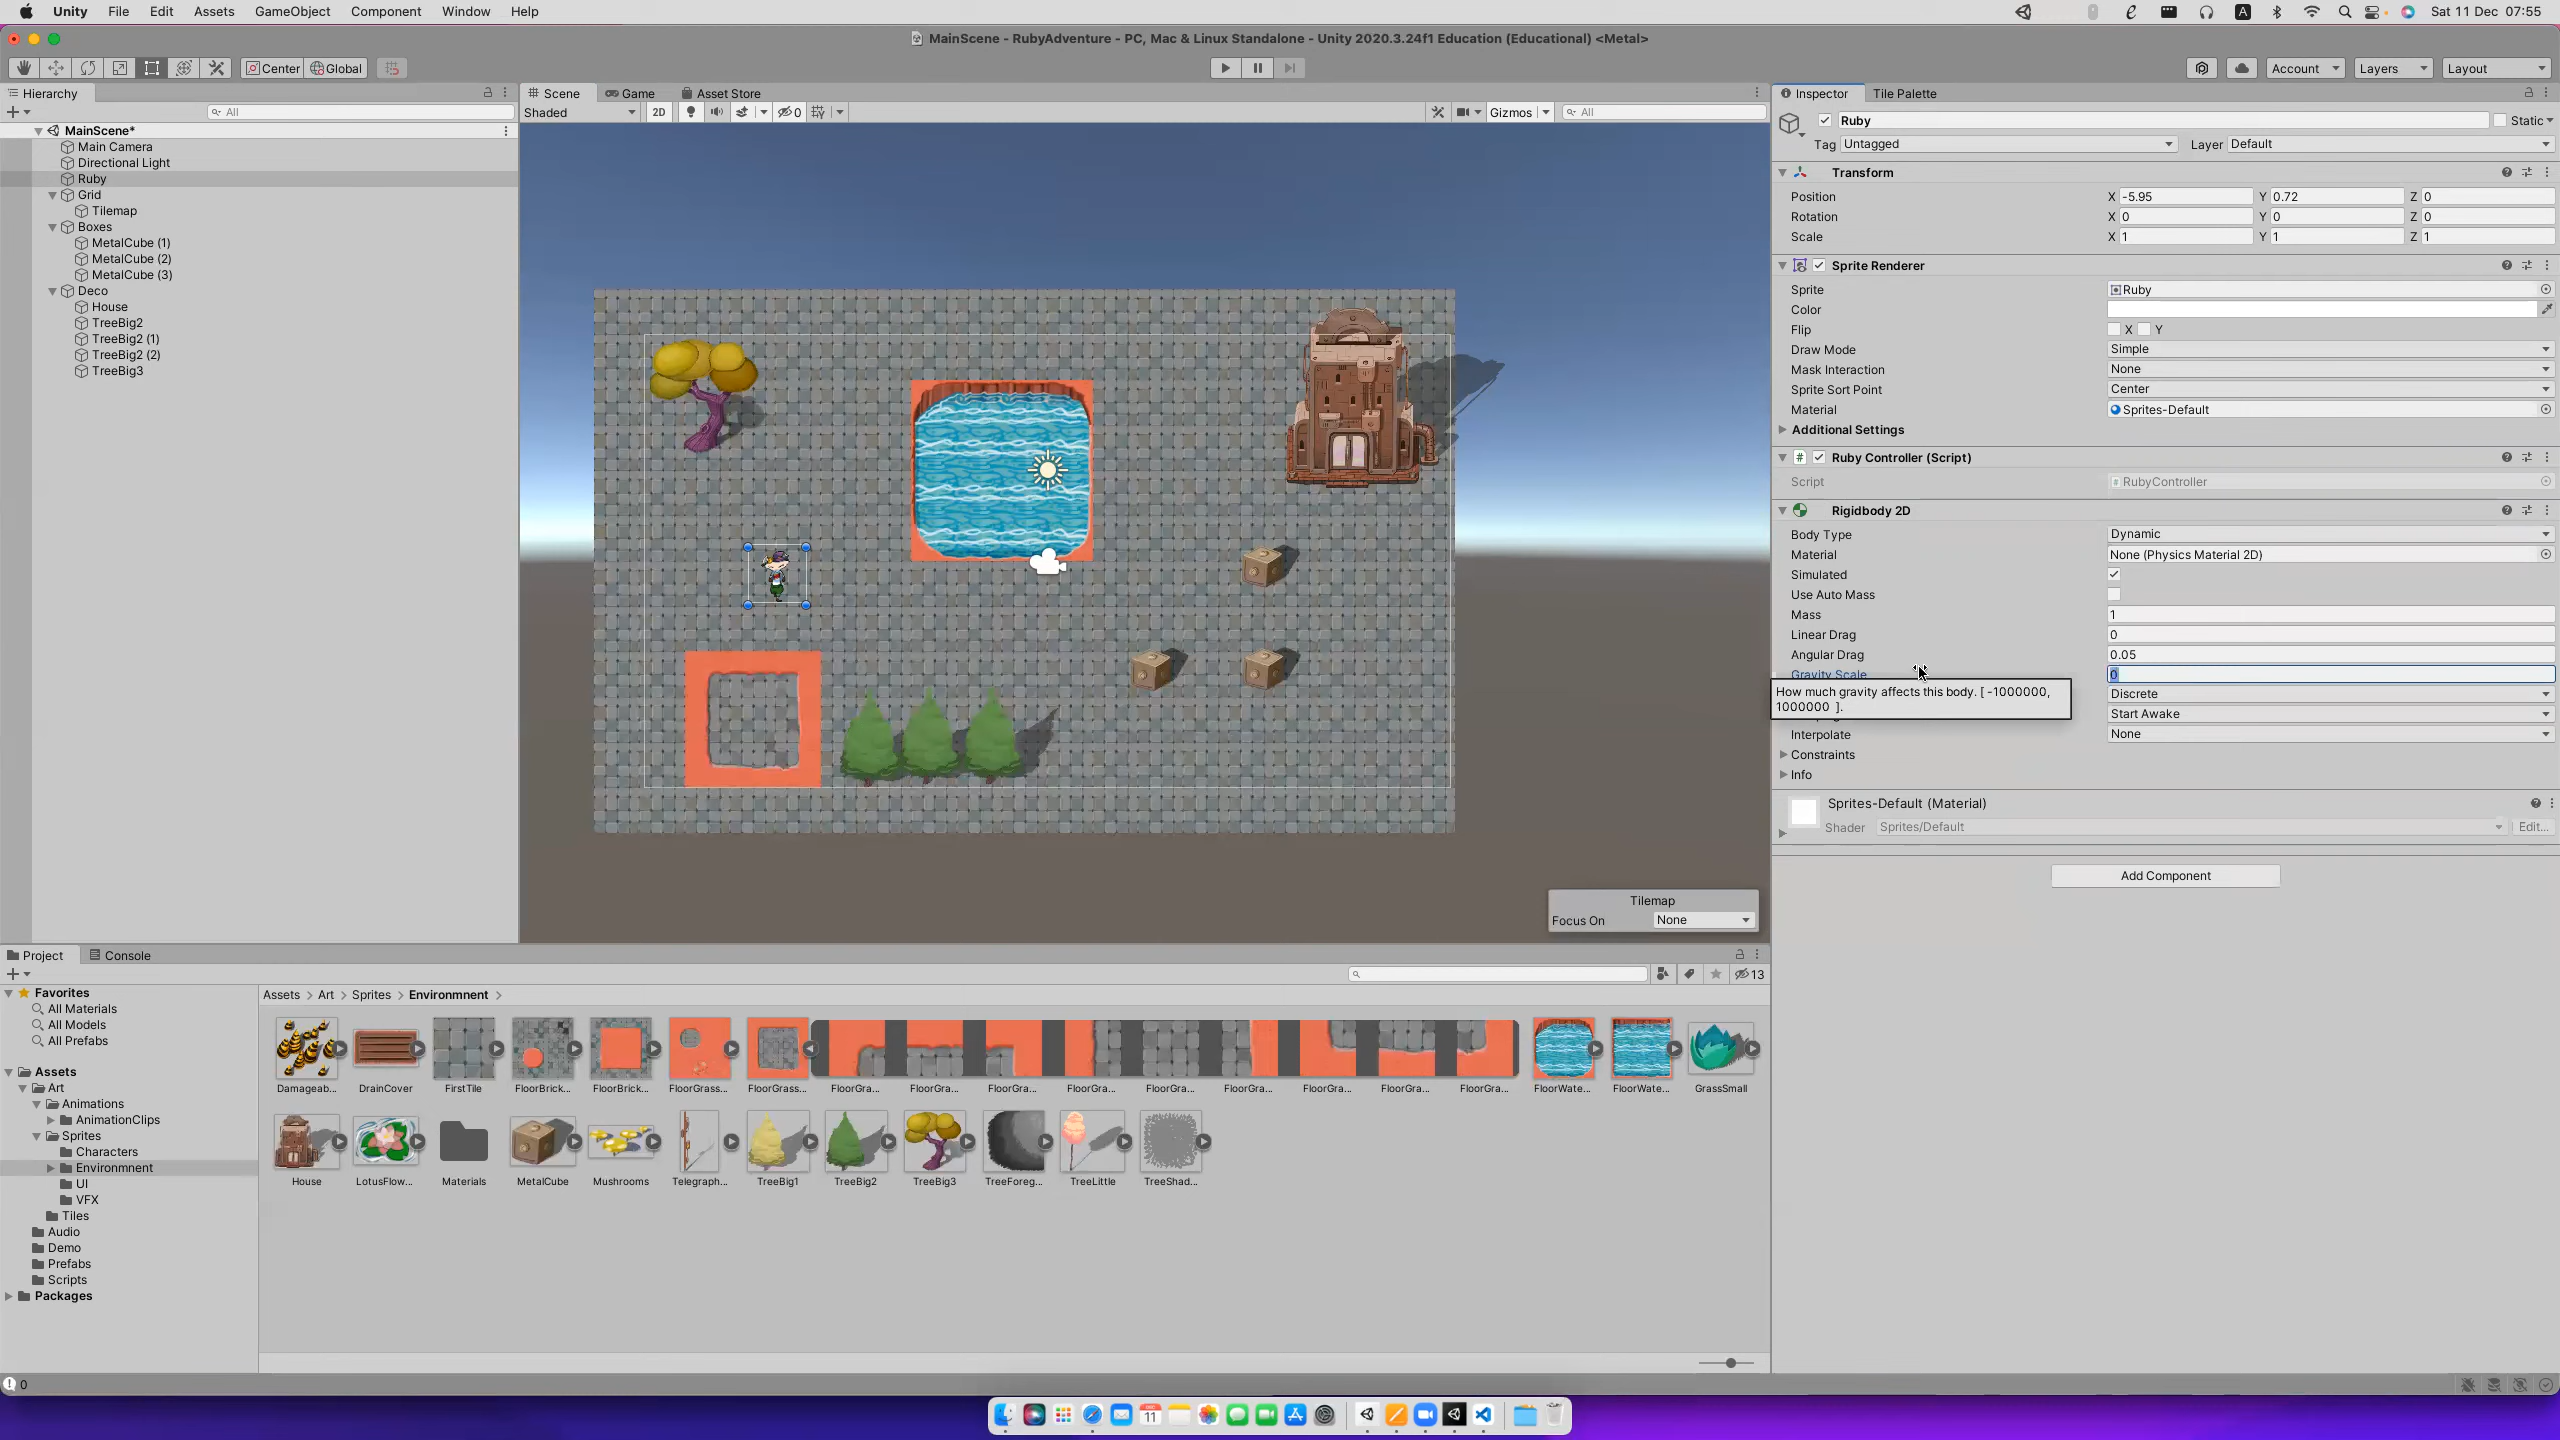 Unity File Edit Assets GameObject Component Window Help
Sat 11 Dec 07:55
MainScene - RubyAdventure - PC, Mac & Linux Standalone - Unity 2020.3.24f1 Education (Educational) <Metal>
Center Global
Account Layers Layout
Hierarchy
All
MainScene*
Main Camera
Directional Light
Ruby
Grid
Tilemap
Boxes
MetalCube (1)
MetalCube (2)
MetalCube (3)
Deco
House
TreeBig2
TreeBig2 (1)
TreeBig2 (2)
TreeBig3
Scene Game Asset Store
Shaded 2D 0 Gizmos All
Tilemap
Focus On None
Inspector Tile Palette
Ruby Static
Tag Untagged Layer Default
Transform
Position X -5.95 Y 0.72 Z 0
Rotation X 0 Y 0 Z 0
Scale X 1 Y 1 Z 1
Sprite Renderer
Sprite Ruby
Color
Flip X Y
Draw Mode Simple
Mask Interaction None
Sprite Sort Point Center
Material Sprites-Default
Additional Settings
Ruby Controller (Script)
Script RubyController
Rigidbody 2D
Body Type Dynamic
Material None (Physics Material 2D)
Simulated
Use Auto Mass
Mass 1
Linear Drag 0
Angular Drag 0.05
Gravity Scale 0
How much gravity affects this body. [ -1000000,
1000000 ].
Discrete
Start Awake
Interpolate None
Constraints
Info
Sprites-Default (Material)
Shader Sprites/Default Edit...
Add Component
Project Console
13
Favorites
All Materials
All Models
All Prefabs
Assets
Art
Animations
AnimationClips
Sprites
Characters
Environmnent
UI
VFX
Tiles
Audio
Demo
Prefabs
Scripts
Packages
Assets > Art > Sprites > Environmnent >
Damageab... DrainCover FirstTile FloorBrick... FloorBrick... FloorGrass... FloorGrass... FloorGra... FloorGra... FloorGra... FloorGra... FloorGra... FloorGra... FloorGra... FloorGra... FloorGra... FloorWate... FloorWate... GrassSmall
House LotusFlow... Materials MetalCube Mushrooms Telegraph... TreeBig1 TreeBig2 TreeBig3 TreeForeg... TreeLittle TreeShad...
0
DEC
11